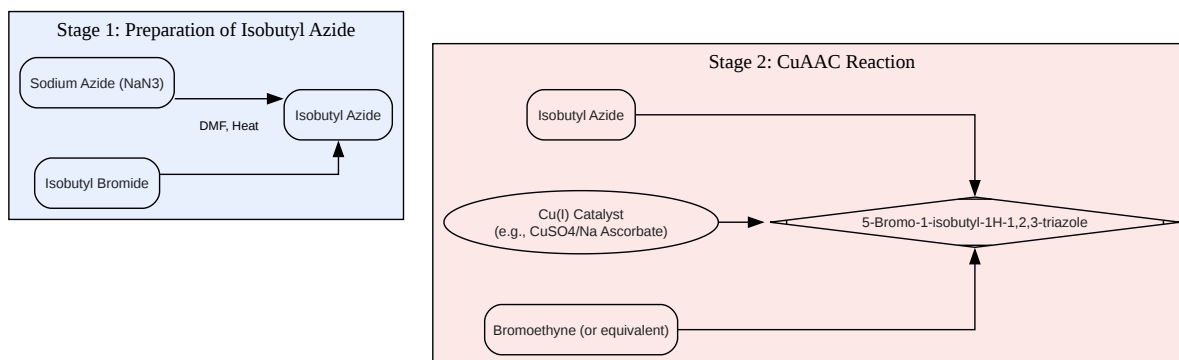 Stage 1: Preparation of Isobutyl Azide
Sodium Azide (NaN3)
DMF, Heat
Isobutyl Azide
Isobutyl Bromide
Stage 2: CuAAC Reaction
Isobutyl Azide
Cu(I) Catalyst
(e.g., CuSO4/Na Ascorbate)
5-Bromo-1-isobutyl-1H-1,2,3-triazole
Bromoethyne (or equivalent)